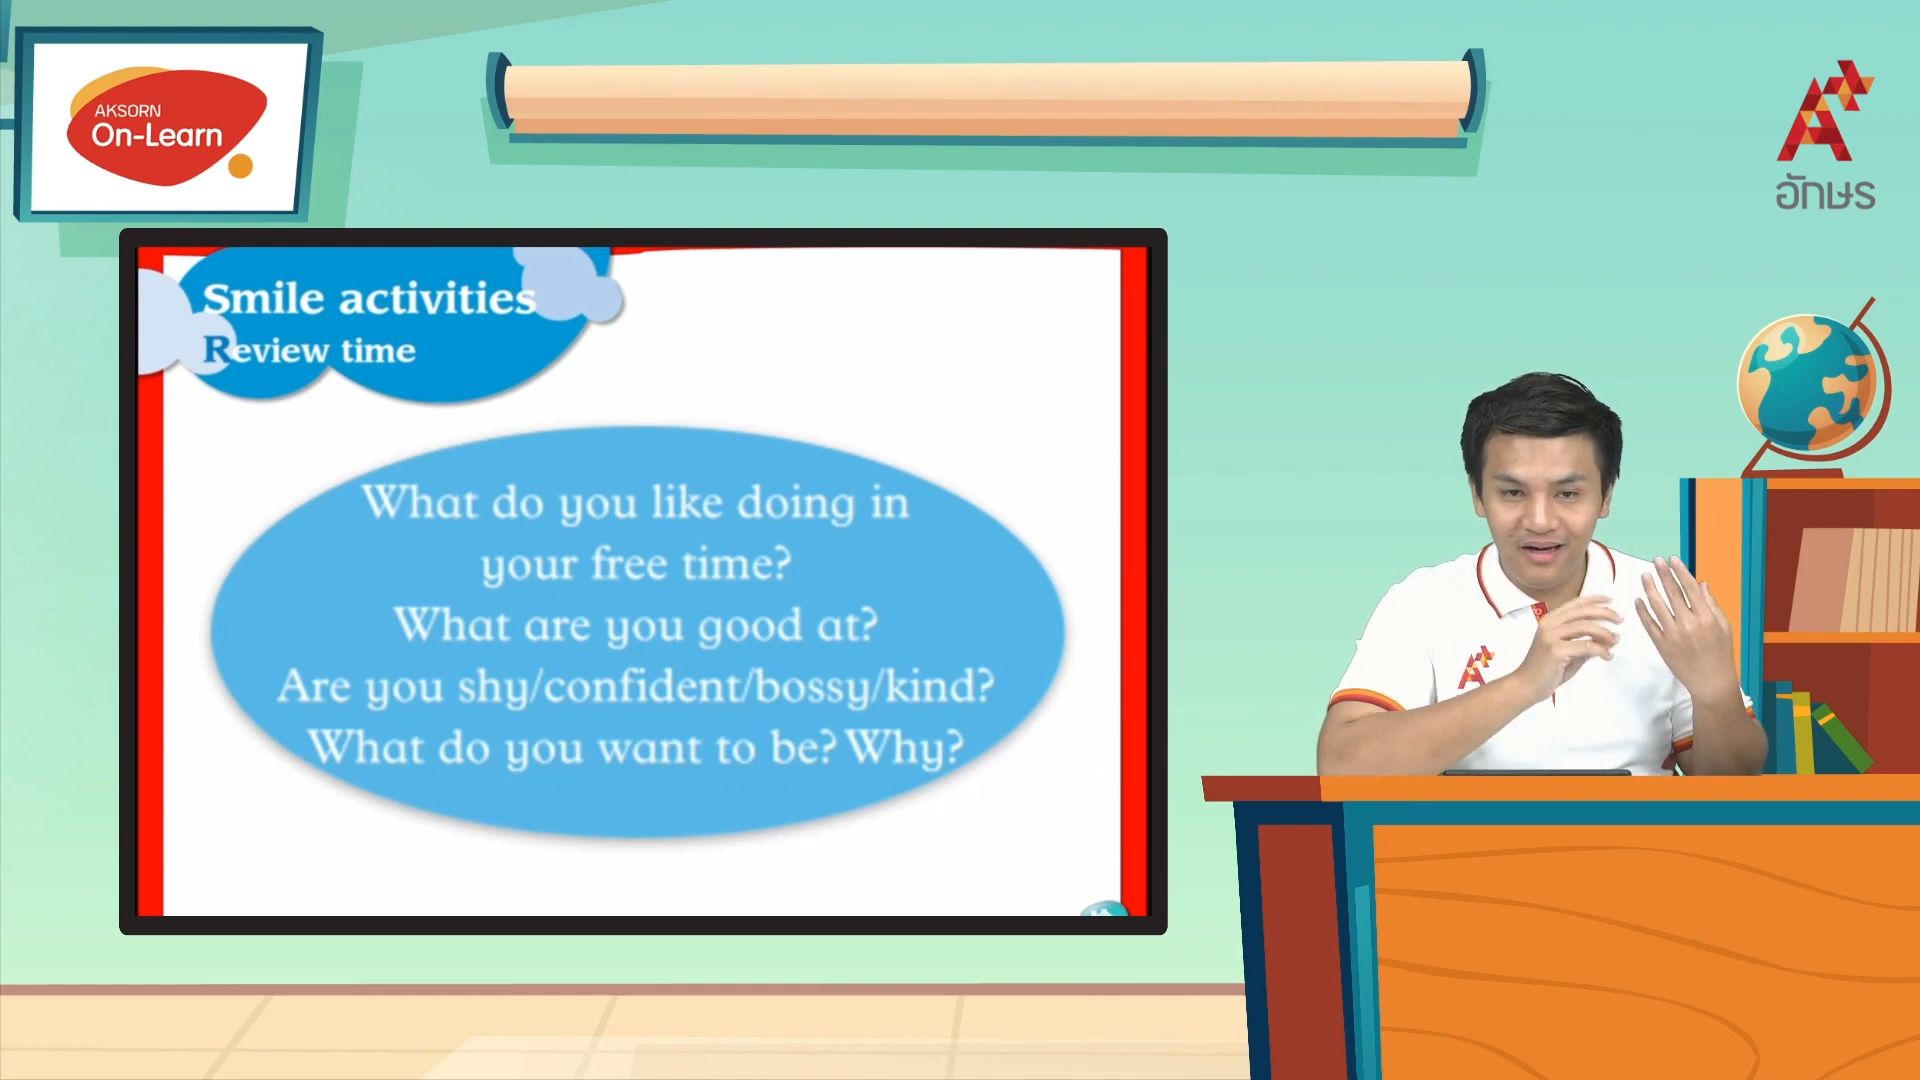 AKSORN
On-Learn
อักษร
Smile activities
Review time
What do you like doing in
your free time?
What are you good at?
Are you shy/confident/bossy/kind?
What do you want to be? Why?